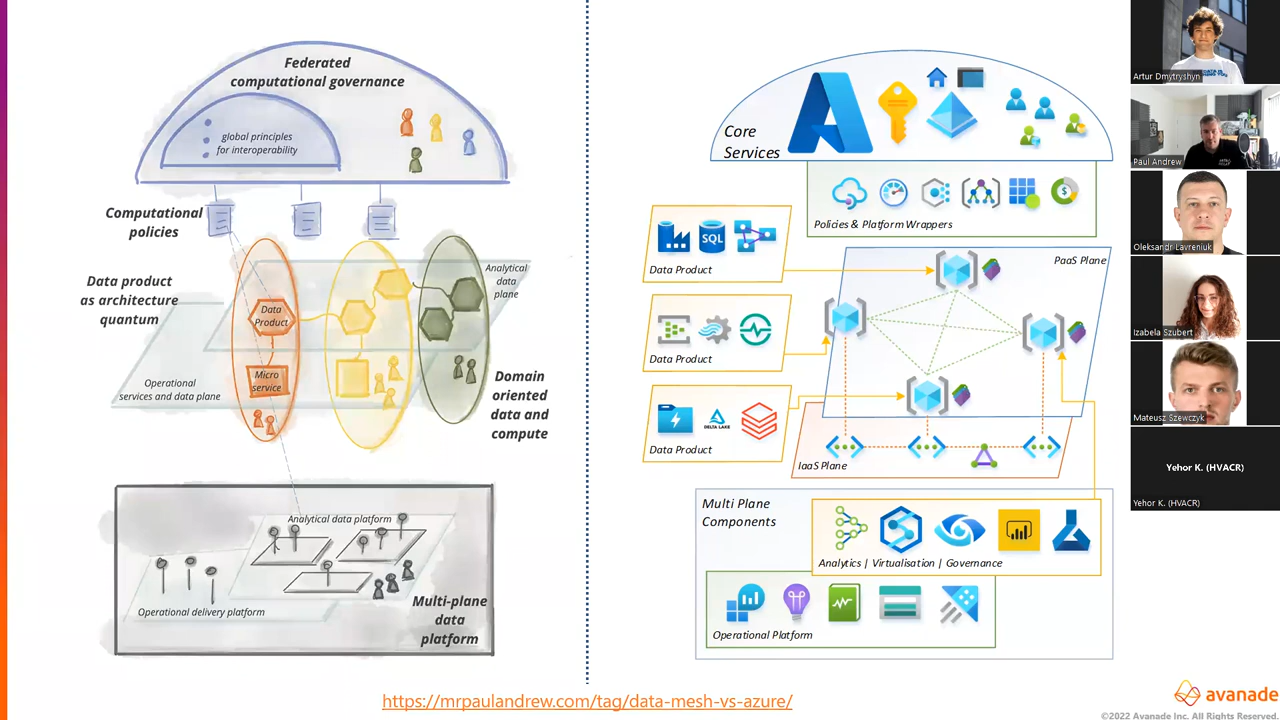 Federated
computational governance
global principles
for interoperability
Computational
policies
Data product
as architecture
quantum
Analytical
data
plane
Data
Product
Micro
service
Operational
services and data plane
Domain
oriented
data and
compute
Analytical data platform
Operational delivery platform
Multi-plane
data
platform
Core
Services
Policies & Platform Wrappers
SQL
Data Product
PaaS Plane
Data Product
DELTA LAKE
Data Product
IaaS Plane
Multi Plane
Components
Analytics | Virtualisation | Governance
Operational Platform
https://mrpaulandrew.com/tag/data-mesh-vs-azure/
Artur Dmytryshyn
Paul Andrew
Oleksandr Lavreniuk
Izabela Szubert
Mateusz Szewczyk
Yehor K. (HVACR)
Yehor K. (HVACR)
avanade
©2022 Avanade Inc. All Rights Reserved.